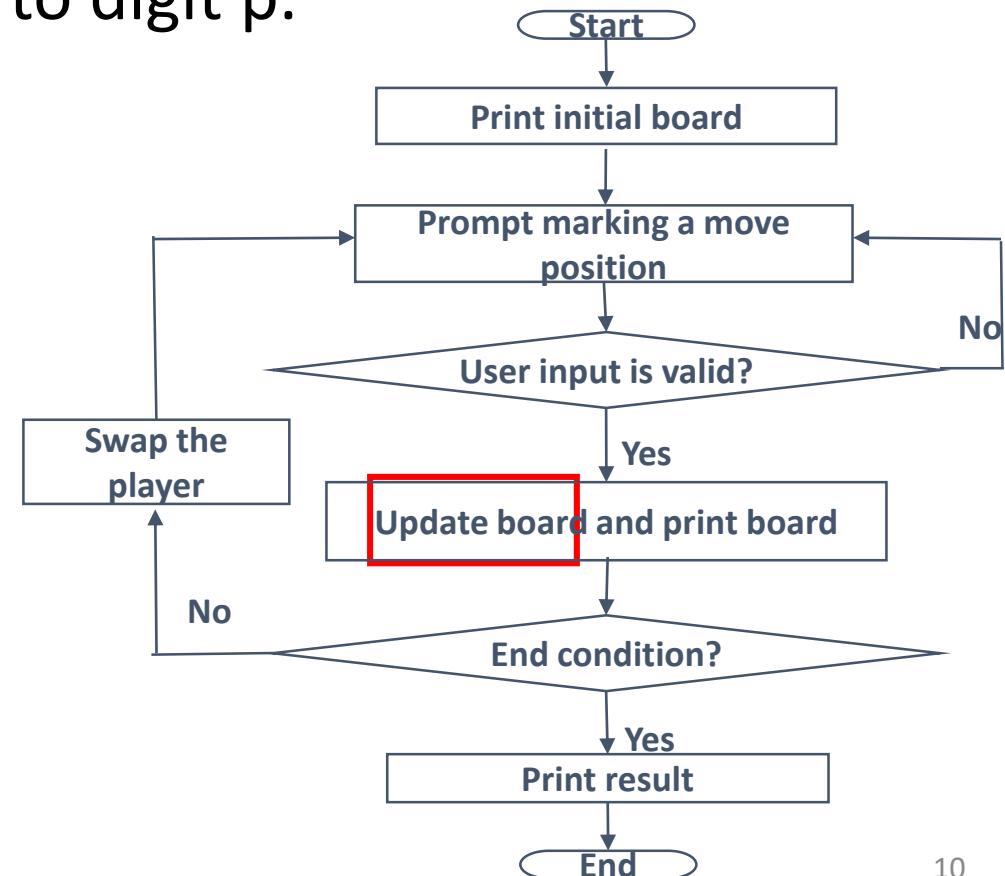 to digit p.
Start
Print initial board
Prompt marking a move
position
No
User input is valid?
Swap the
player
Yes
Update board and print board
No
End condition?
Yes
Print result
End
10